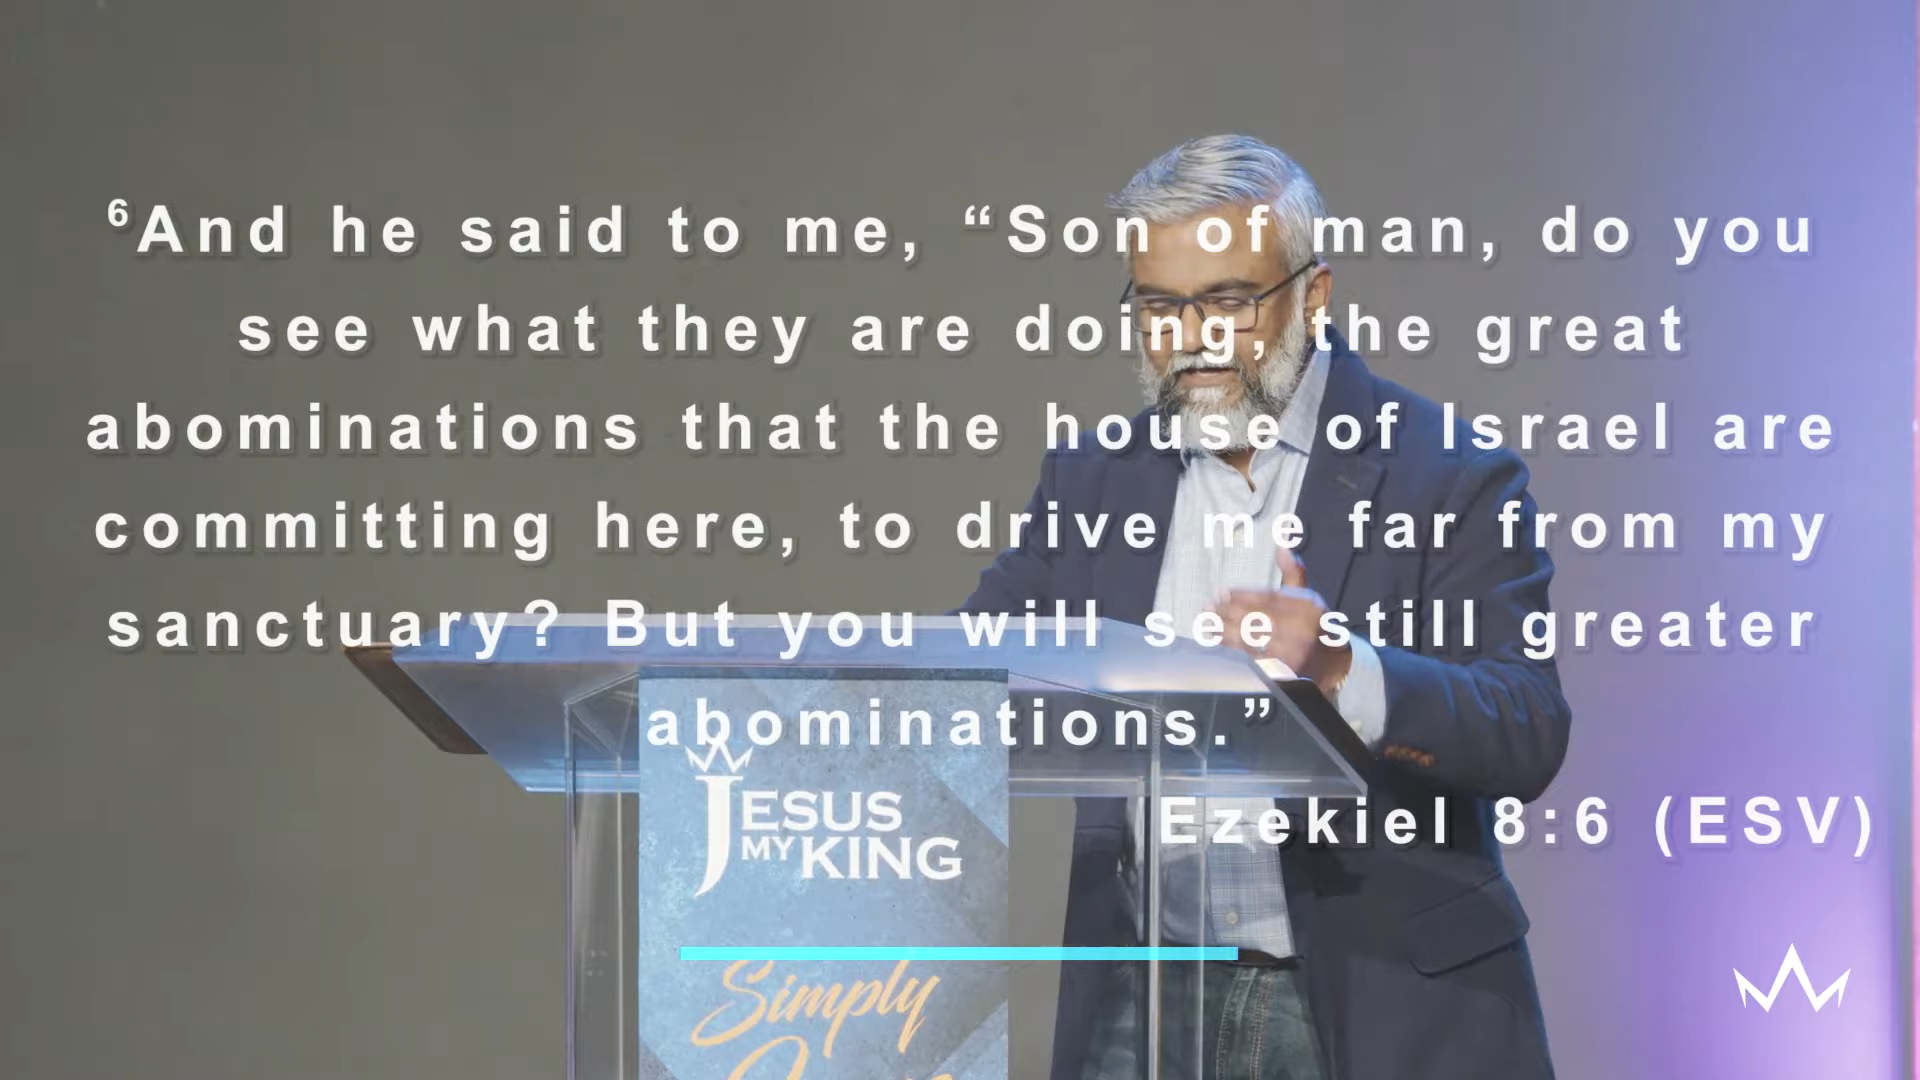 ⁶And he said to me, “Son of man, do you
see what they are doing, the great
abominations that the house of Israel are
committing here, to drive me far from my
sanctuary? But you will see still greater
abominations.”
Ezekiel 8:6 (ESV)
JESUS
MY KING
Simply